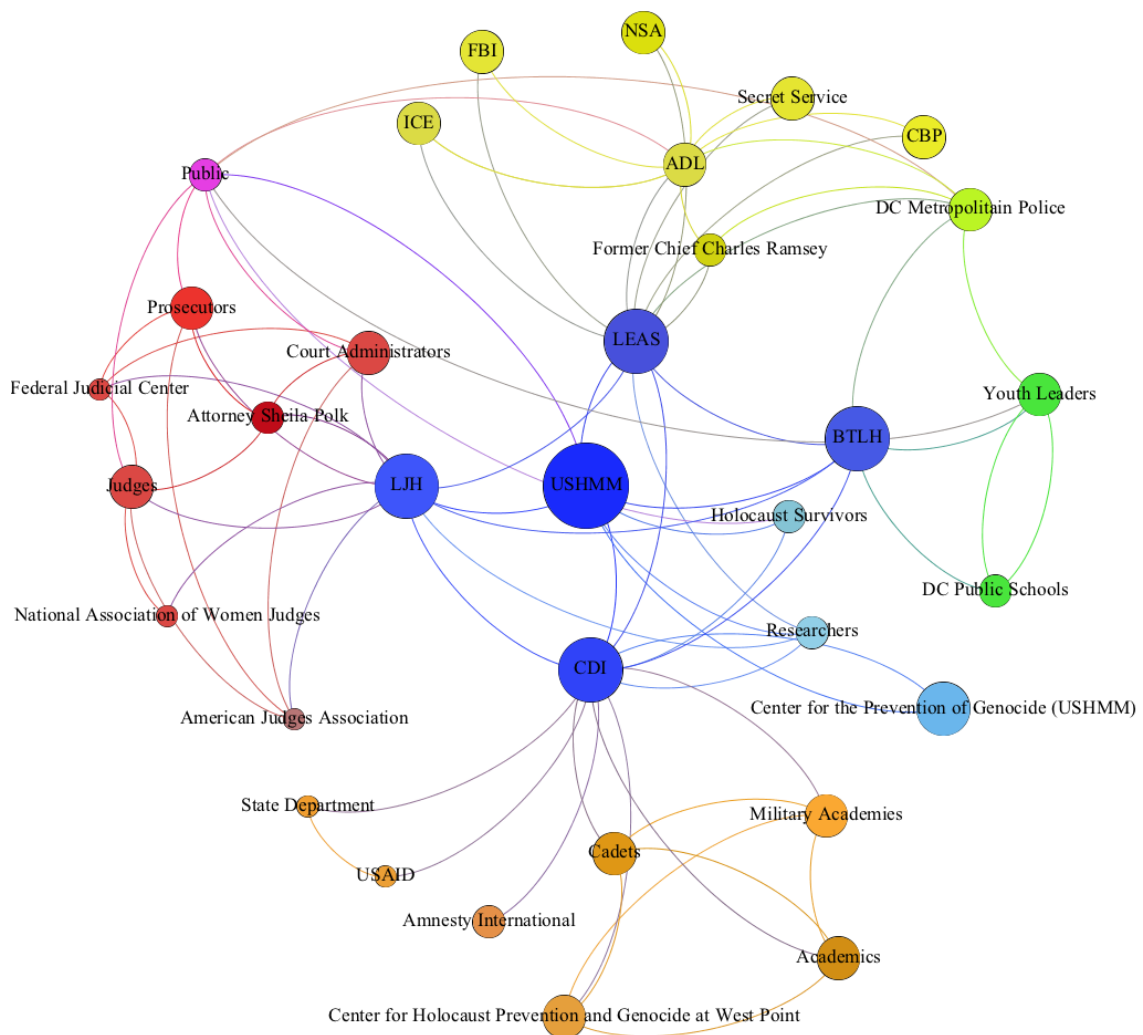 NSA
FBI
Secret Service
ICE
CBP
ADL
Public
DC Metropolitain Police
Former Chief Charles Ramsey
Prosecutors
LEAS
Court Administrators
Federal Judicial Center
Youth Leaders
Attorney Sheila Polk
BTLH
Judges
LJH
USHMM
Holocaust Survivors
DC Public Schools
National Association of Women Judges
Researchers
CDI
Center for the Prevention of Genocide (USHMM)
American Judges Association
State Department
Military Academies
Cadets
USAID
Amnesty International
Academics
Center for Holocaust Prevention and Genocide at West Point